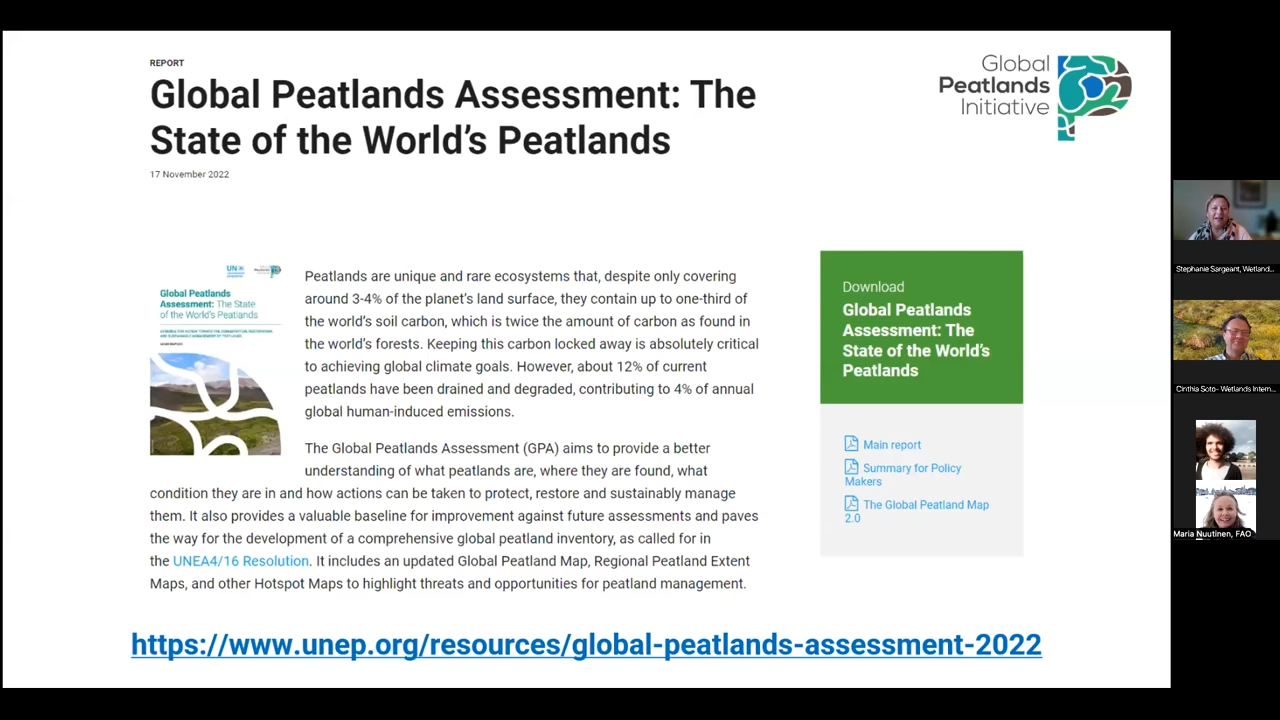 REPORT
Global Peatlands Assessment: The
State of the World's Peatlands
17 November 2022
Global
Peatlands
Initiative
UN
Global Peatlands
Assessment: The State
of the World's Peatlands
Peatlands are unique and rare ecosystems that, despite only covering
around 3-4% of the planet's land surface, they contain up to one-third of
the world's soil carbon, which is twice the amount of carbon as found in
the world's forests. Keeping this carbon locked away is absolutely critical
to achieving global climate goals. However, about 12% of current
peatlands have been drained and degraded, contributing to 4% of annual
global human-induced emissions.
The Global Peatlands Assessment (GPA) aims to provide a better
understanding of what peatlands are, where they are found, what
condition they are in and how actions can be taken to protect, restore and sustainably manage
them. It also provides a valuable baseline for improvement against future assessments and paves
the way for the development of a comprehensive global peatland inventory, as called for in
the UNEA4/16 Resolution. It includes an updated Global Peatland Map, Regional Peatland Extent
Maps, and other Hotspot Maps to highlight threats and opportunities for peatland management.
Download
Global Peatlands
Assessment: The
State of the World's
Peatlands
Main report
Summary for Policy
Makers
The Global Peatland Map
2.0
https://www.unep.org/resources/global-peatlands-assessment-2022
Stephanie Sargeant, Wetland...
Cinthia Soto- Wetlands Intern...
Maria Nuutinen, FAO